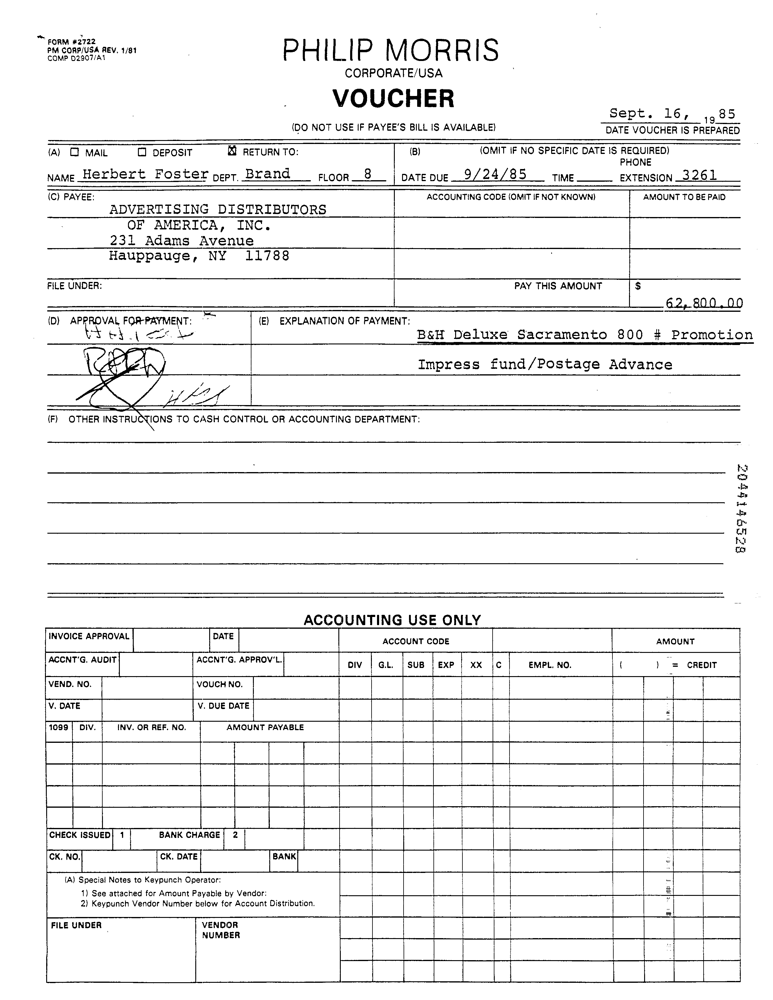 FORM #2722
PM CORP/USA REV. 1/81
COMP D2907/A1
PHILIP MORRIS
CORPORATE/USA
VOUCHER
(DO NOT USE IF PAYEE'S BILL IS AVAILABLE)
Sept. 16, 1985
DATE VOUCHER IS PREPARED
(A) ☐ MAIL ☐ DEPOSIT ☒ RETURN TO:
NAME Herbert Foster DEPT. Brand FLOOR 8
(B) (OMIT IF NO SPECIFIC DATE IS REQUIRED)
PHONE
DATE DUE 9/24/85 TIME EXTENSION 3261
(C) PAYEE:
ADVERTISING DISTRIBUTORS
OF AMERICA, INC.
231 Adams Avenue
Hauppauge, NY 11788
ACCOUNTING CODE (OMIT IF NOT KNOWN) AMOUNT TO BE PAID
FILE UNDER: PAY THIS AMOUNT $ 62,800.00
(D) APPROVAL FOR PAYMENT:
(E) EXPLANATION OF PAYMENT:
B&H Deluxe Sacramento 800 # Promotion
Impress fund/Postage Advance
(F) OTHER INSTRUCTIONS TO CASH CONTROL OR ACCOUNTING DEPARTMENT:
2044146528
ACCOUNTING USE ONLY
INVOICE APPROVAL DATE ACCOUNT CODE AMOUNT
ACCNT'G. AUDIT ACCNT'G. APPROV'L. DIV G.L. SUB EXP XX C EMPL. NO. ( ) = CREDIT
VEND. NO. VOUCH NO.
V. DATE V. DUE DATE
1099 DIV. INV. OR REF. NO. AMOUNT PAYABLE
CHECK ISSUED 1 BANK CHARGE 2
CK. NO. CK. DATE BANK
(A) Special Notes to Keypunch Operator:
1) See attached for Amount Payable by Vendor:
2) Keypunch Vendor Number below for Account Distribution.
FILE UNDER VENDOR
NUMBER